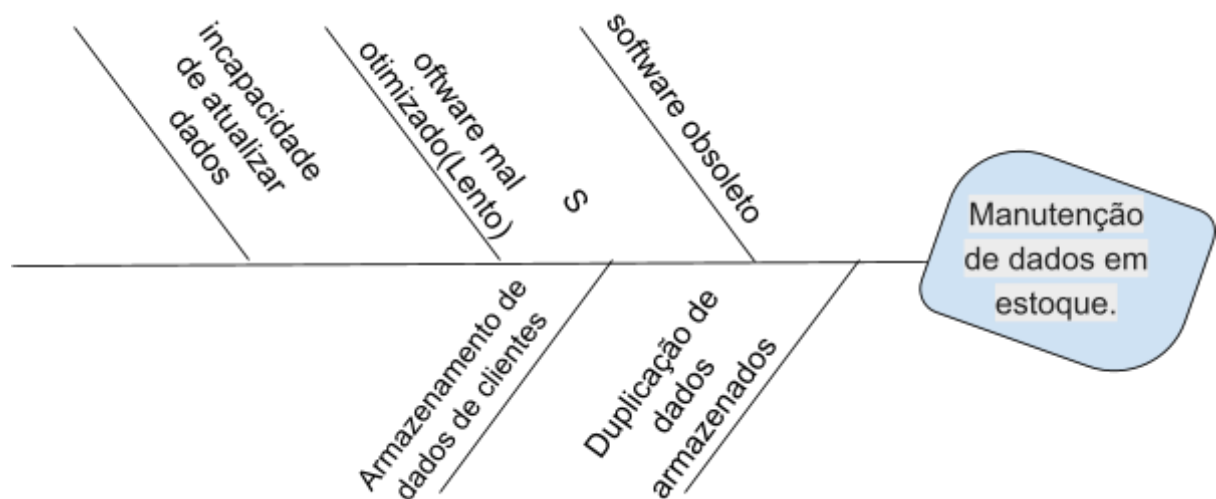 incapacidade
de atualizar
dados
S
oftware mal
otimizado(Lento)
software obsoleto
Manutenção
de dados em
estoque.
Armazenamento de
dados de clientes
Duplicação de
dados
armazenados